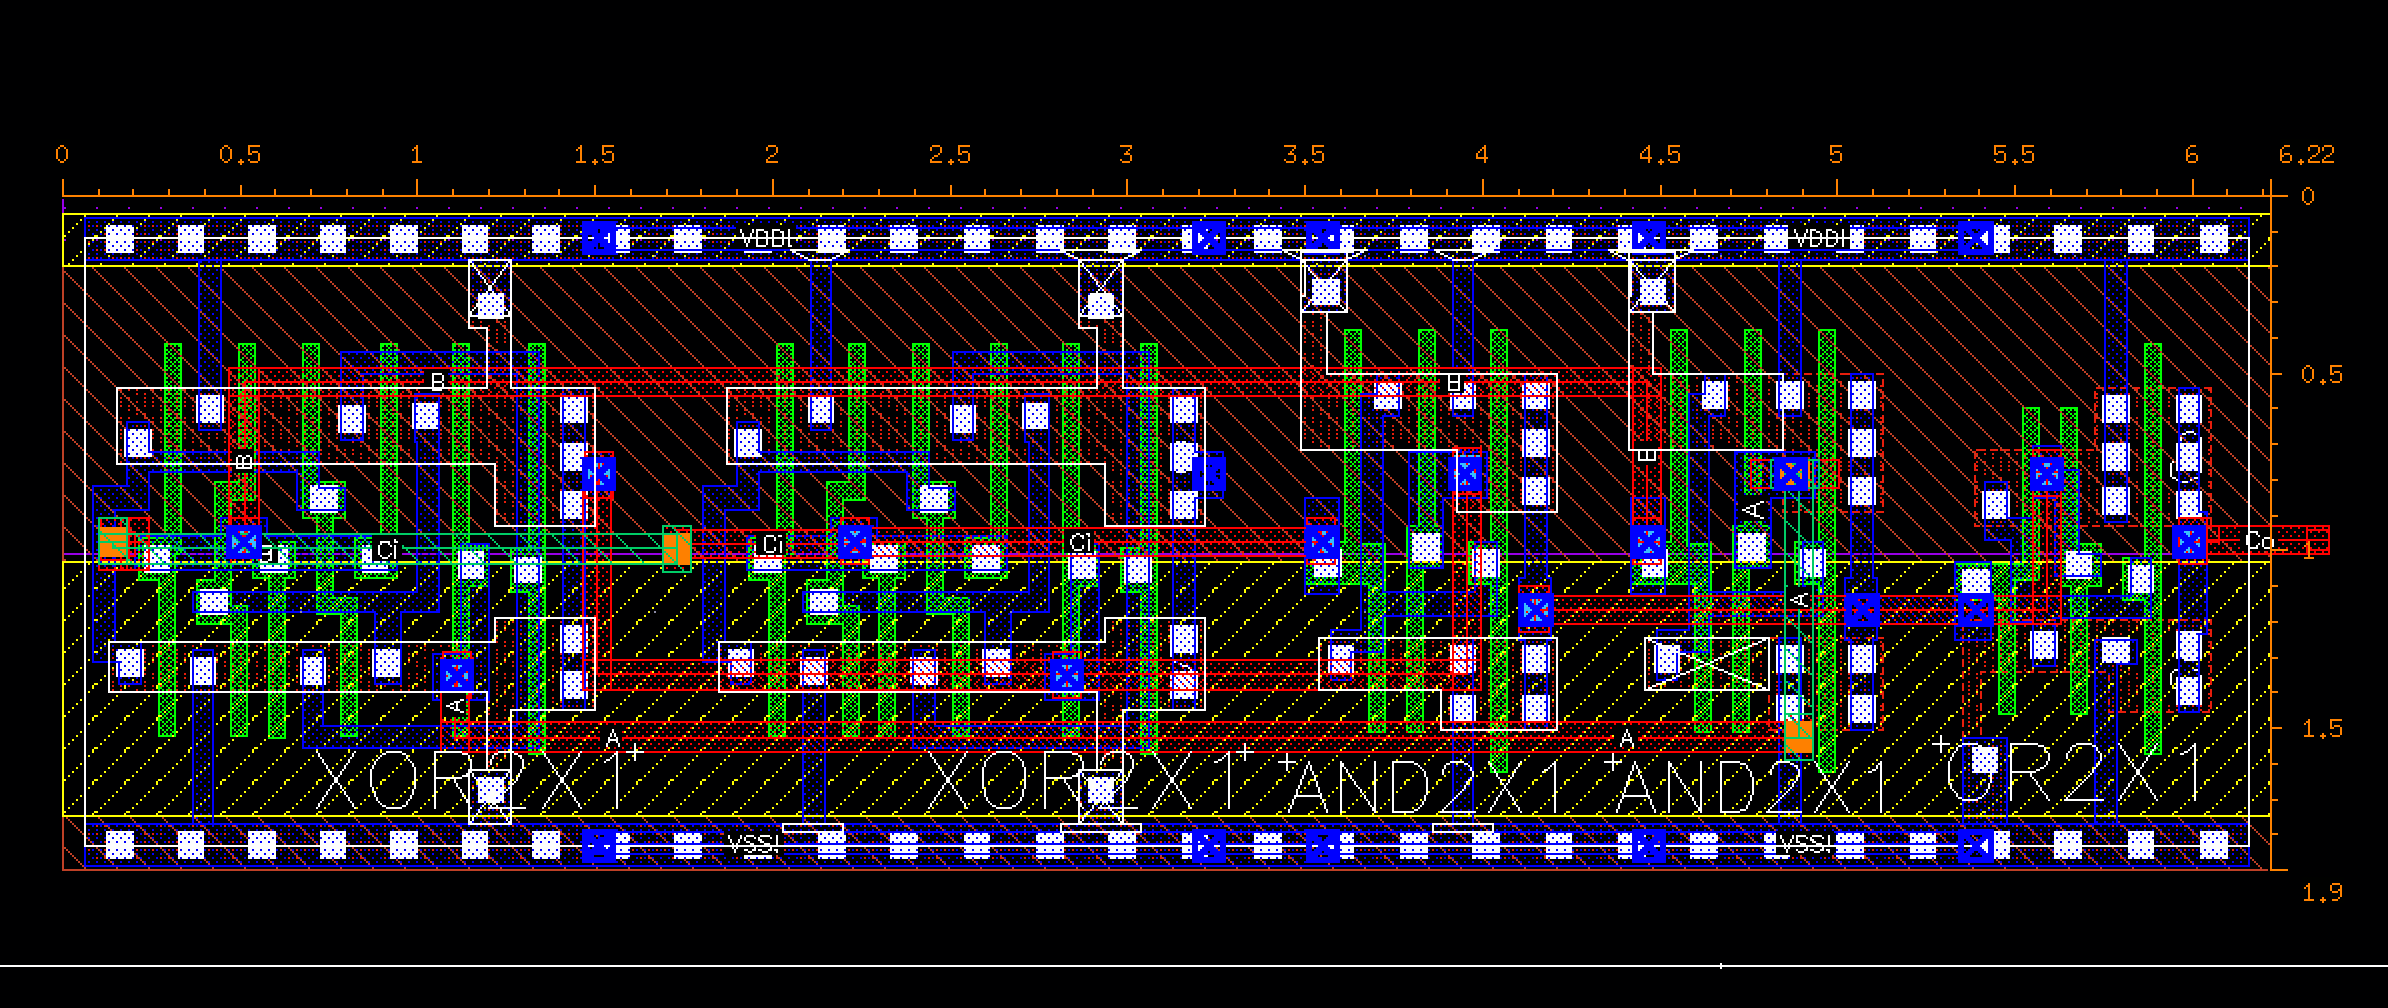 0 0.5 1 1.5 2 2.5 3 3.5 4 4.5 5 5.5 6 6.22
0
VDD! VDD!
0.5
B B
B B
A
Ci Ci Ci Co 1
A
A
1.5
A A
XOR2X1 XOR2X1 AND2X1 AND2X1 OR2X1
VSS! VSS!
1.9